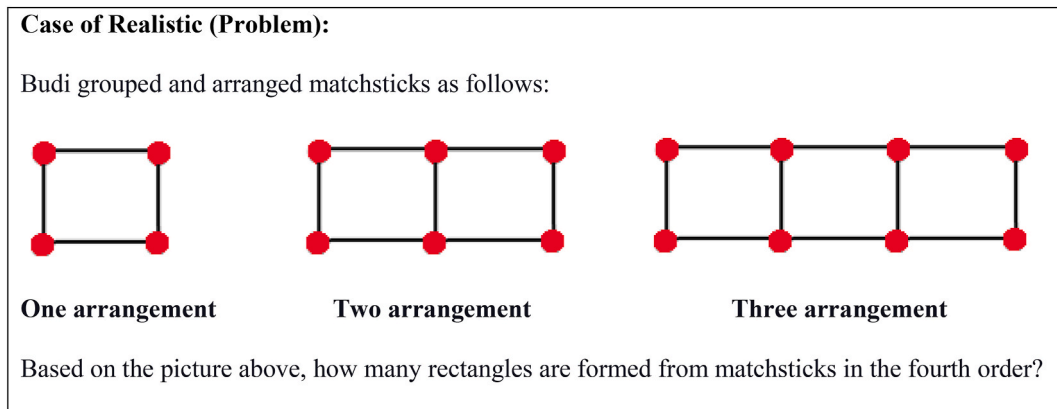 Case of Realistic (Problem):
Budi grouped and arranged matchsticks as follows:
One arrangement Two arrangement Three arrangement
Based on the picture above, how many rectangles are formed from matchsticks in the fourth order?